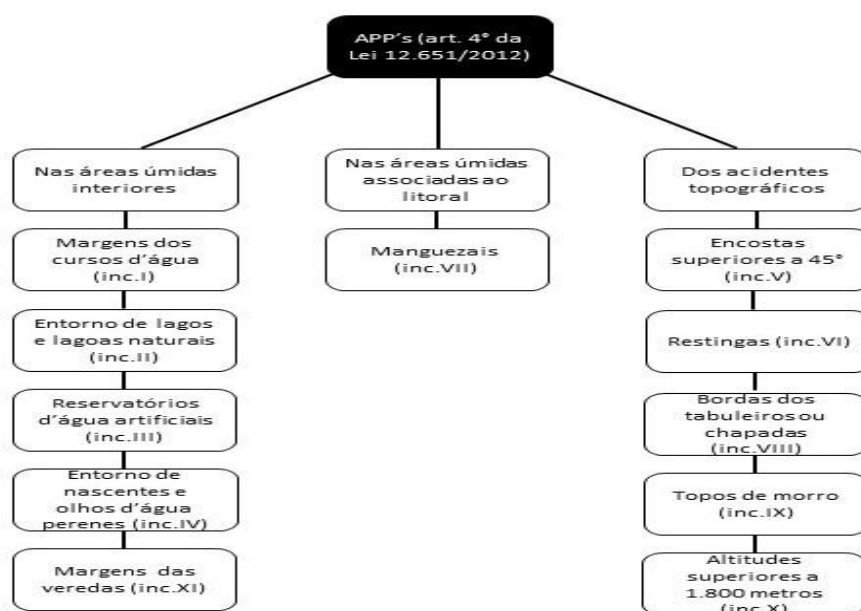 APP's (art. 4° da
Lei 12.651/2012)
Nas áreas úmidas
interiores
Margens dos
cursos d'água
(inc.I)
Entorno de lagos
e lagoas naturais
(inc.II)
Reservatórios
d'água artificiais
(inc.III)
Entorno de
nascentes e
olhos d'água
perenes (inc.IV)
Margens das
veredas (inc.XI)
Nas áreas úmidas
associadas ao
litoral
Manguezais
(inc.VII)
Dos acidentes
topográficos
Encostas
superiores a 45°
(inc.V)
Restingas (inc.VI)
Bordas dos
tabuleiros ou
chapadas
(inc.VIII)
Topos de morro
(inc.IX)
Altitudes
superiores a
1.800 metros
(inc.X)